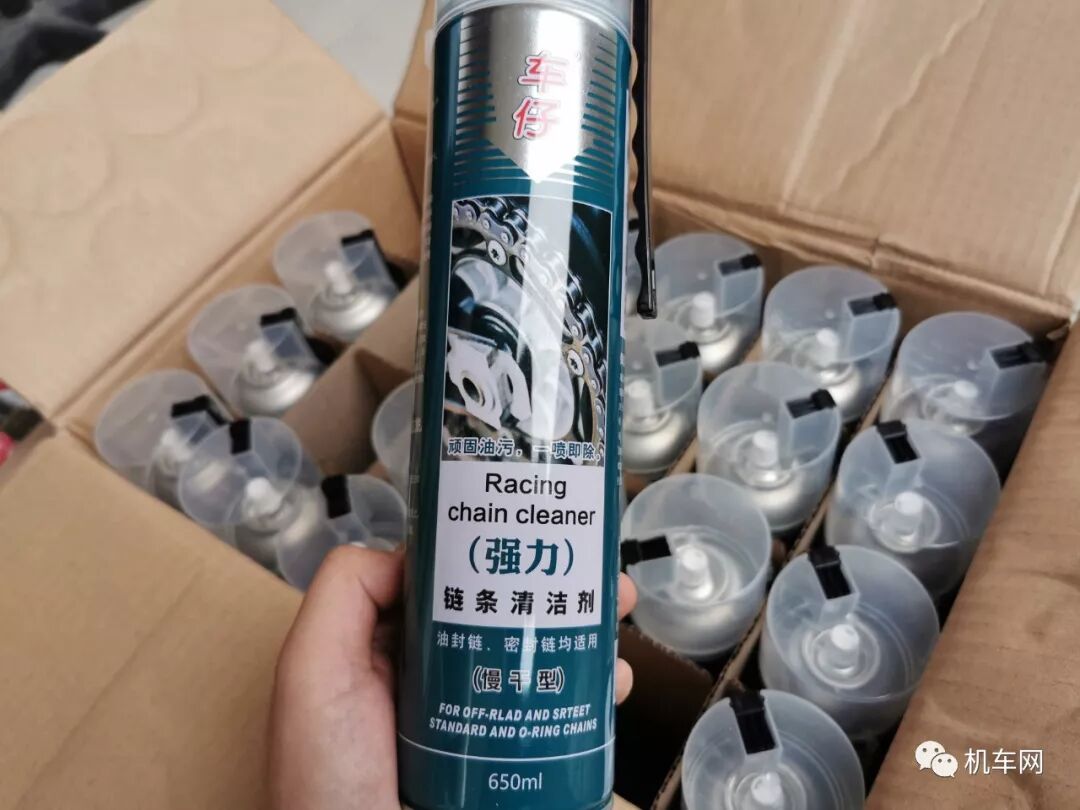 车
仔
顽固油污，一喷即除。
Racing
chain cleaner
(强力)
链条清洁剂
油封链、密封链均适用
(慢干型)
FOR OFF-RLAD AND SRTEET
STANDARD AND O-RING CHAINS
650ml
机车网